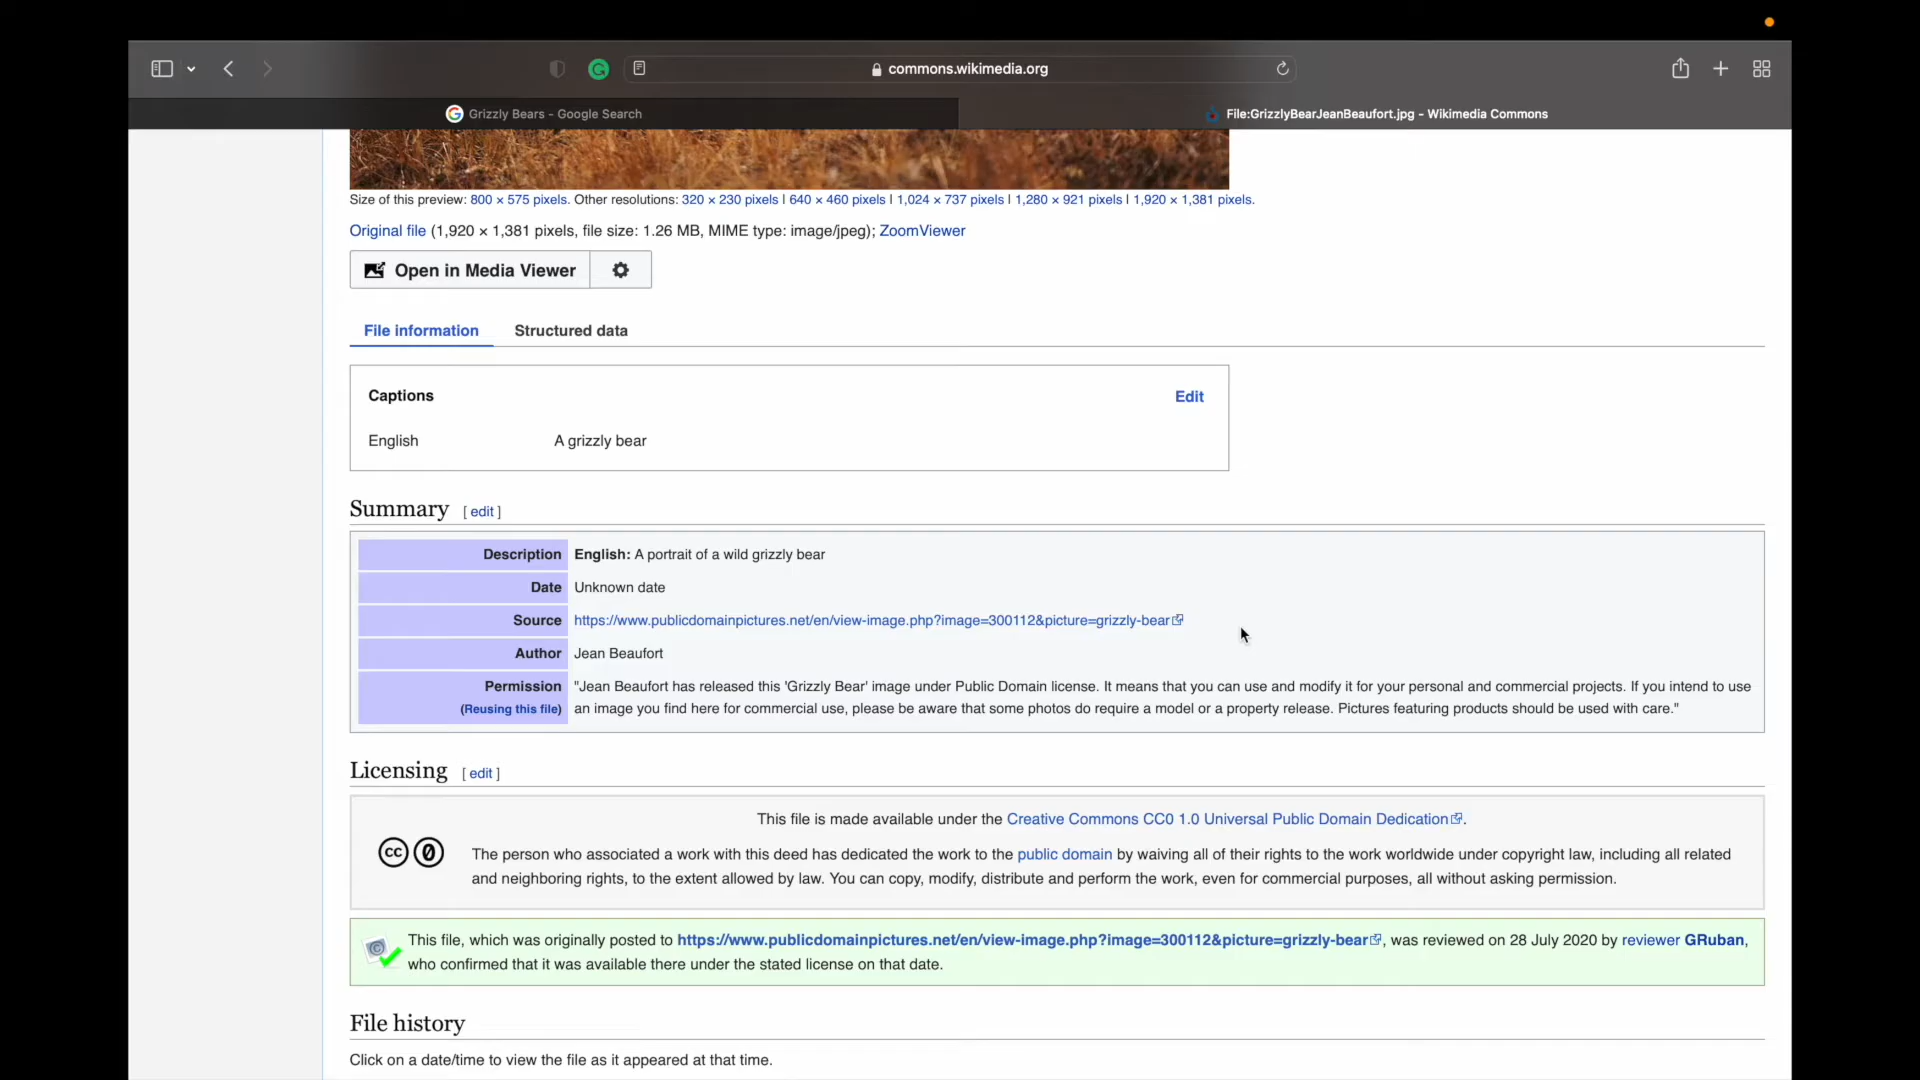 commons.wikimedia.org
Grizzly Bears - Google Search
File:GrizzlyBearJeanBeaufort.jpg - Wikimedia Commons
Size of this preview: 800 × 575 pixels. Other resolutions: 320 × 230 pixels | 640 × 460 pixels | 1,024 × 737 pixels | 1,280 × 921 pixels | 1,920 × 1,381 pixels.
Original file (1,920 × 1,381 pixels, file size: 1.26 MB, MIME type: image/jpeg); ZoomViewer
Open in Media Viewer
File information Structured data
Captions Edit
English A grizzly bear
Summary [ edit ]
Description English: A portrait of a wild grizzly bear
Date Unknown date
Source https://www.publicdomainpictures.net/en/view-image.php?image=300112&picture=grizzly-bear
Author Jean Beaufort
Permission "Jean Beaufort has released this 'Grizzly Bear' image under Public Domain license. It means that you can use and modify it for your personal and commercial projects. If you intend to use
(Reusing this file) an image you find here for commercial use, please be aware that some photos do require a model or a property release. Pictures featuring products should be used with care."
Licensing [ edit ]
This file is made available under the Creative Commons CC0 1.0 Universal Public Domain Dedication.
cc 0
The person who associated a work with this deed has dedicated the work to the public domain by waiving all of their rights to the work worldwide under copyright law, including all related
and neighboring rights, to the extent allowed by law. You can copy, modify, distribute and perform the work, even for commercial purposes, all without asking permission.
This file, which was originally posted to https://www.publicdomainpictures.net/en/view-image.php?image=300112&picture=grizzly-bear, was reviewed on 28 July 2020 by reviewer GRuban,
who confirmed that it was available there under the stated license on that date.
File history
Click on a date/time to view the file as it appeared at that time.